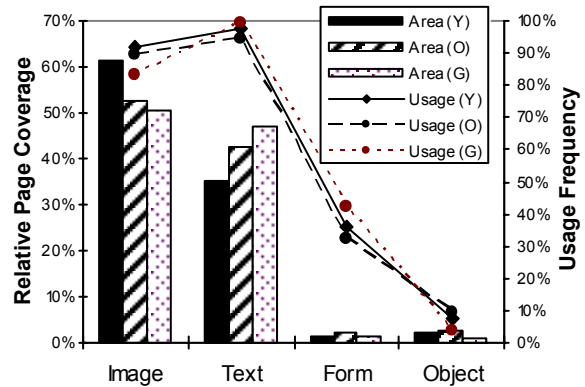 Relative Page Coverage
70%
60%
50%
40%
30%
20%
10%
0%
Area (Y)
Area (O)
Area (G)
Usage (Y)
Usage (O)
Usage (G)
100%
90%
80%
70%
60%
50%
40%
30%
20%
10%
0%
Usage Frequency
Image Text Form Object